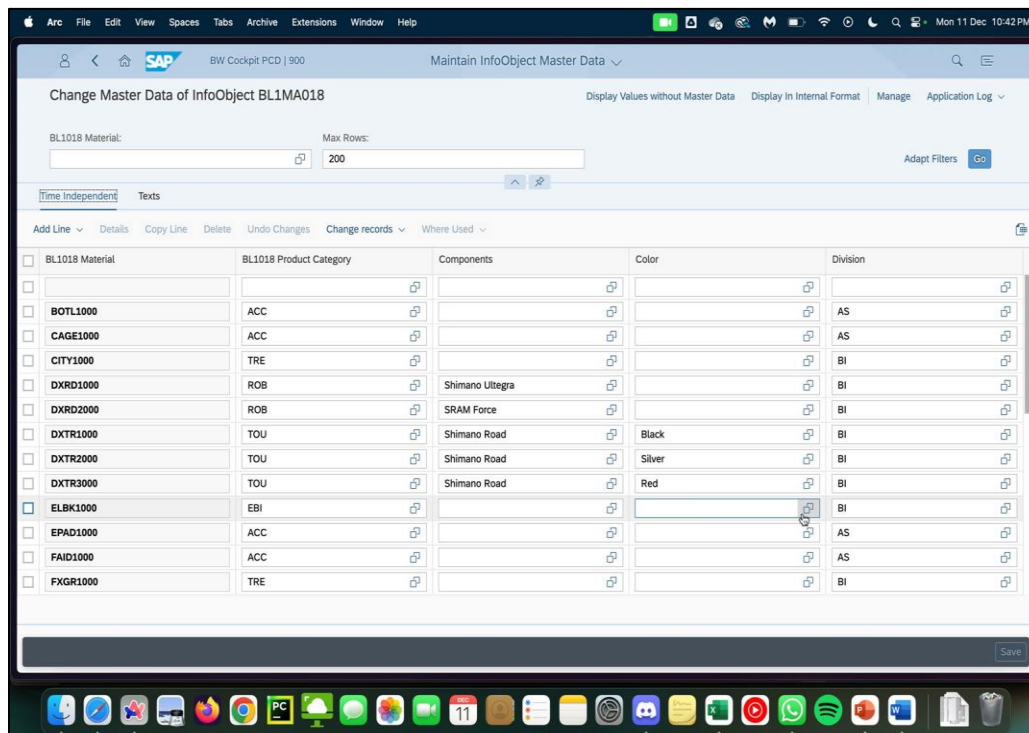 Arc File Edit View Spaces Tabs Archive Extensions Window Help Mon 11 Dec 10:42 PM
SAP BW Cockpit PCD | 900 Maintain InfoObject Master Data
Change Master Data of InfoObject BL1MA018 Display Values without Master Data Display In Internal Format Manage Application Log
BL1018 Material: Max Rows:
200 Adapt Filters Go
Time Independent Texts
Add Line Details Copy Line Delete Undo Changes Change records Where Used
BL1018 Material BL1018 Product Category Components Color Division
BOTL1000 ACC AS
CAGE1000 ACC AS
CITY1000 TRE BI
DXRD1000 ROB Shimano Ultegra BI
DXRD2000 ROB SRAM Force BI
DXTR1000 TOU Shimano Road Black BI
DXTR2000 TOU Shimano Road Silver BI
DXTR3000 TOU Shimano Road Red BI
ELBK1000 EBI BI
EPAD1000 ACC AS
FAID1000 ACC AS
FXGR1000 TRE BI
Save
PC DEC
11